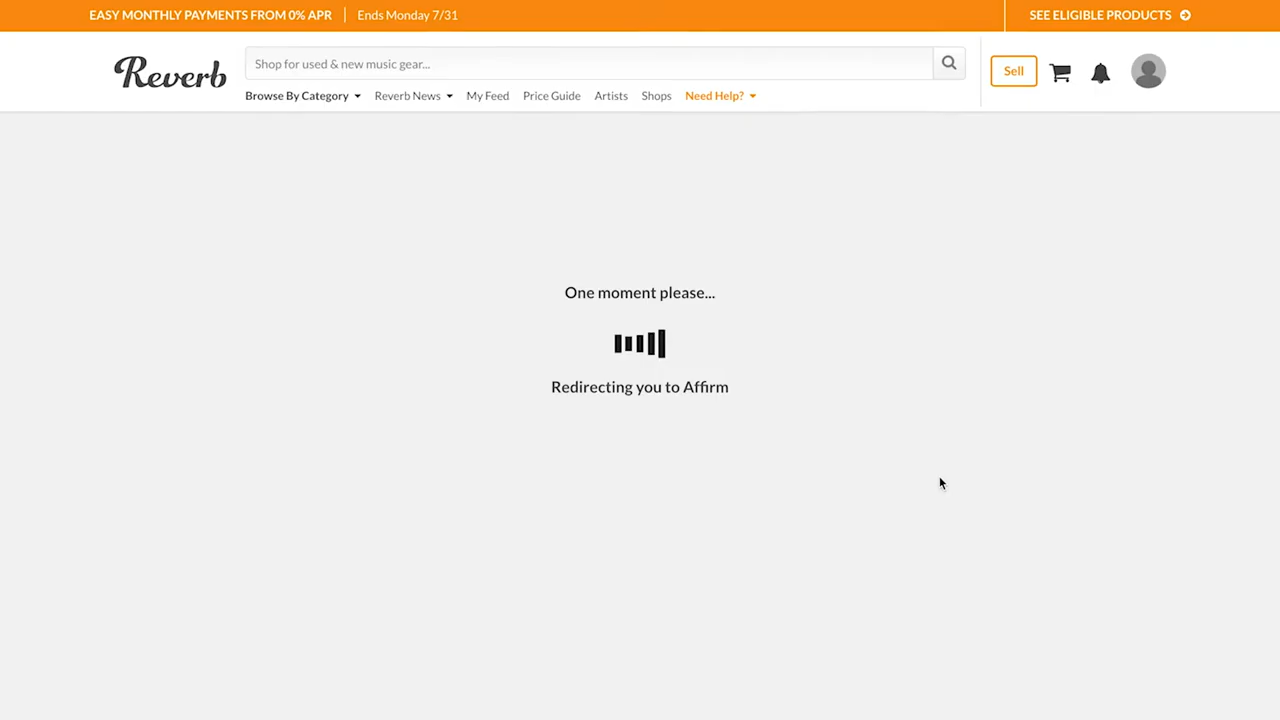 EASY MONTHLY PAYMENTS FROM 0% APR Ends Monday 7/31 SEE ELIGIBLE PRODUCTS
Reverb
Shop for used & new music gear...
Sell
Browse By Category Reverb News My Feed Price Guide Artists Shops Need Help?
One moment please...
Redirecting you to Affirm